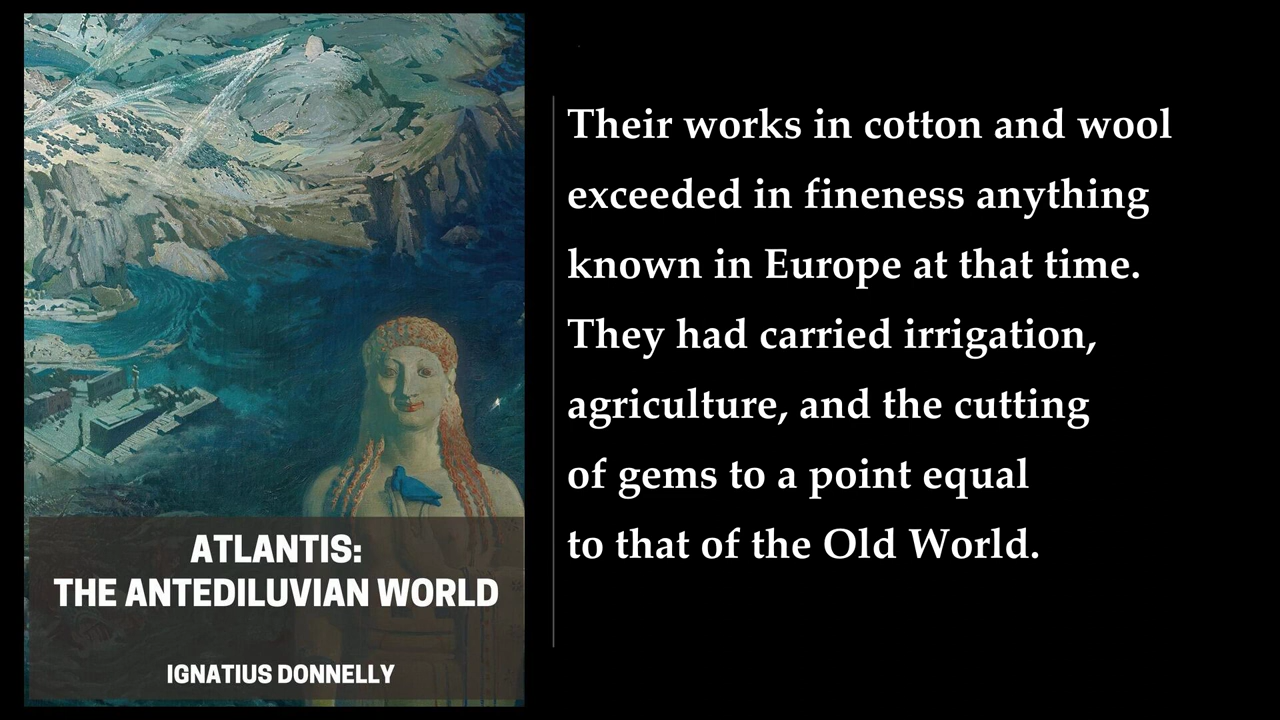 Their works in cotton and wool
exceeded in fineness anything
known in Europe at that time.
They had carried irrigation,
agriculture, and the cutting
of gems to a point equal
to that of the Old World.
ATLANTIS:
THE ANTEDILUVIAN WORLD
IGNATIUS DONNELLY